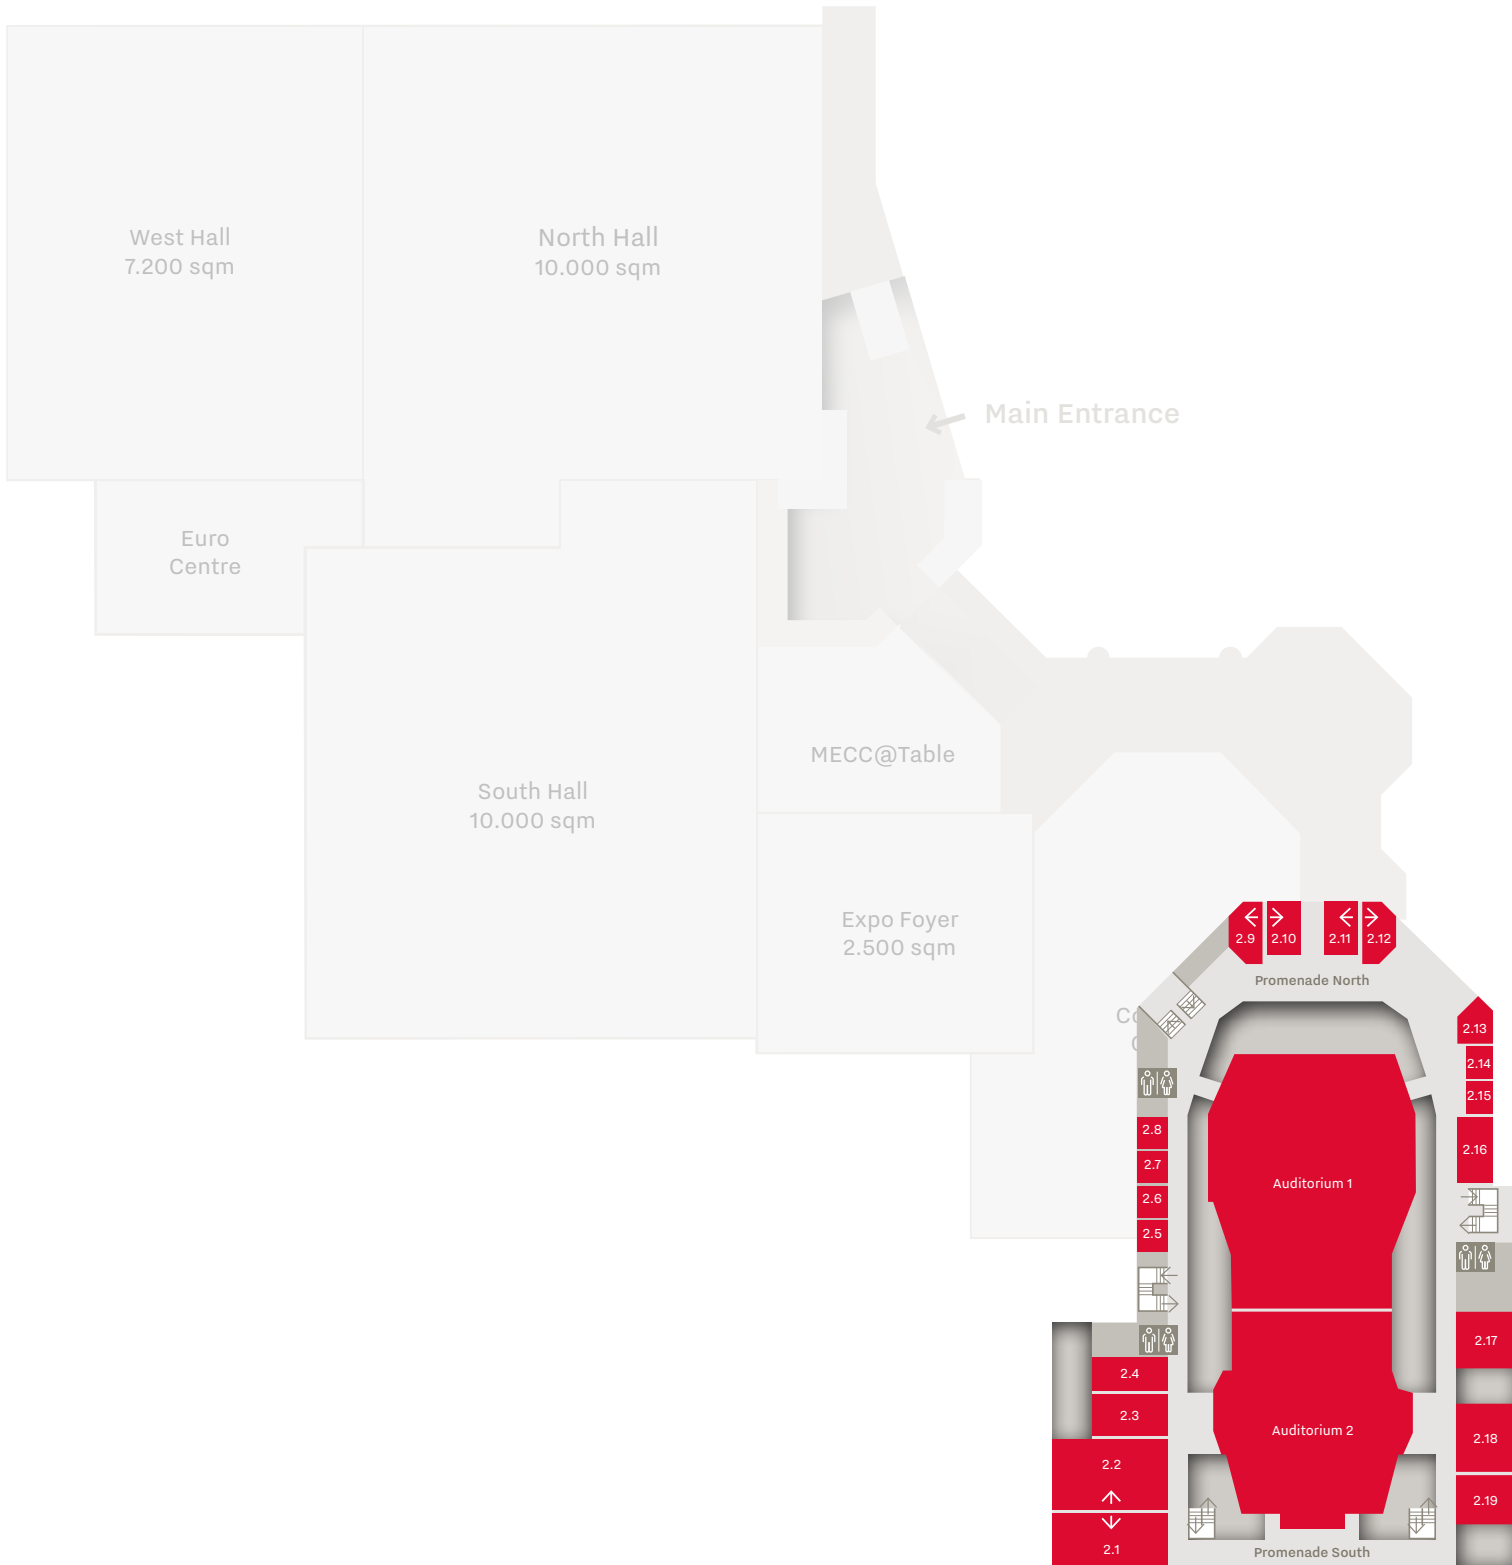 West Hall
7.200 sqm
North Hall
10.000 sqm
Main Entrance
Euro
Centre
MECC@Table
South Hall
10.000 sqm
Expo Foyer
2.500 sqm
2.9
2.10
2.11
2.12
Promenade North
2.13
2.14
2.15
2.16
2.8
2.7
2.6
2.5
Auditorium 1
2.17
2.4
2.3
2.2
2.1
Auditorium 2
2.18
2.19
Promenade South